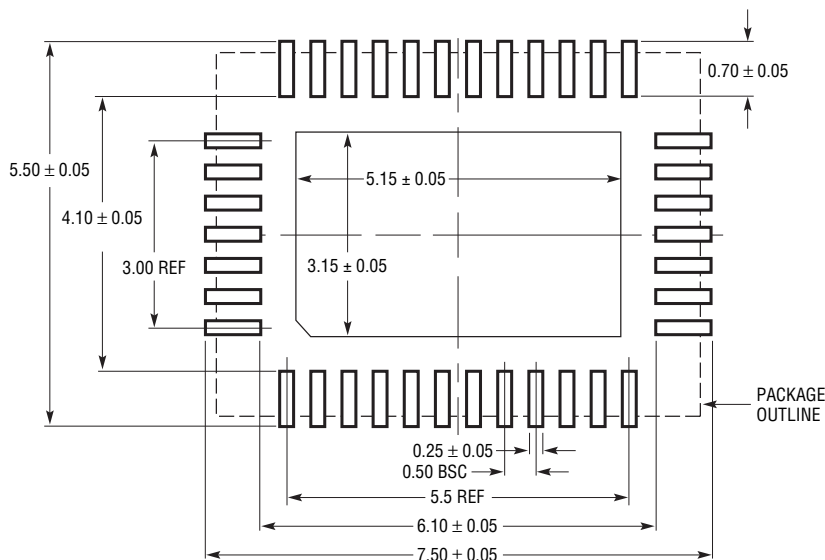 0.70 ± 0.05
5.50 ± 0.05
5.15 ± 0.05
4.10 ± 0.05
3.00 REF
3.15 ± 0.05
PACKAGE
OUTLINE
0.25 ± 0.05
0.50 BSC
5.5 REF
6.10 ± 0.05
7.50 ± 0.05